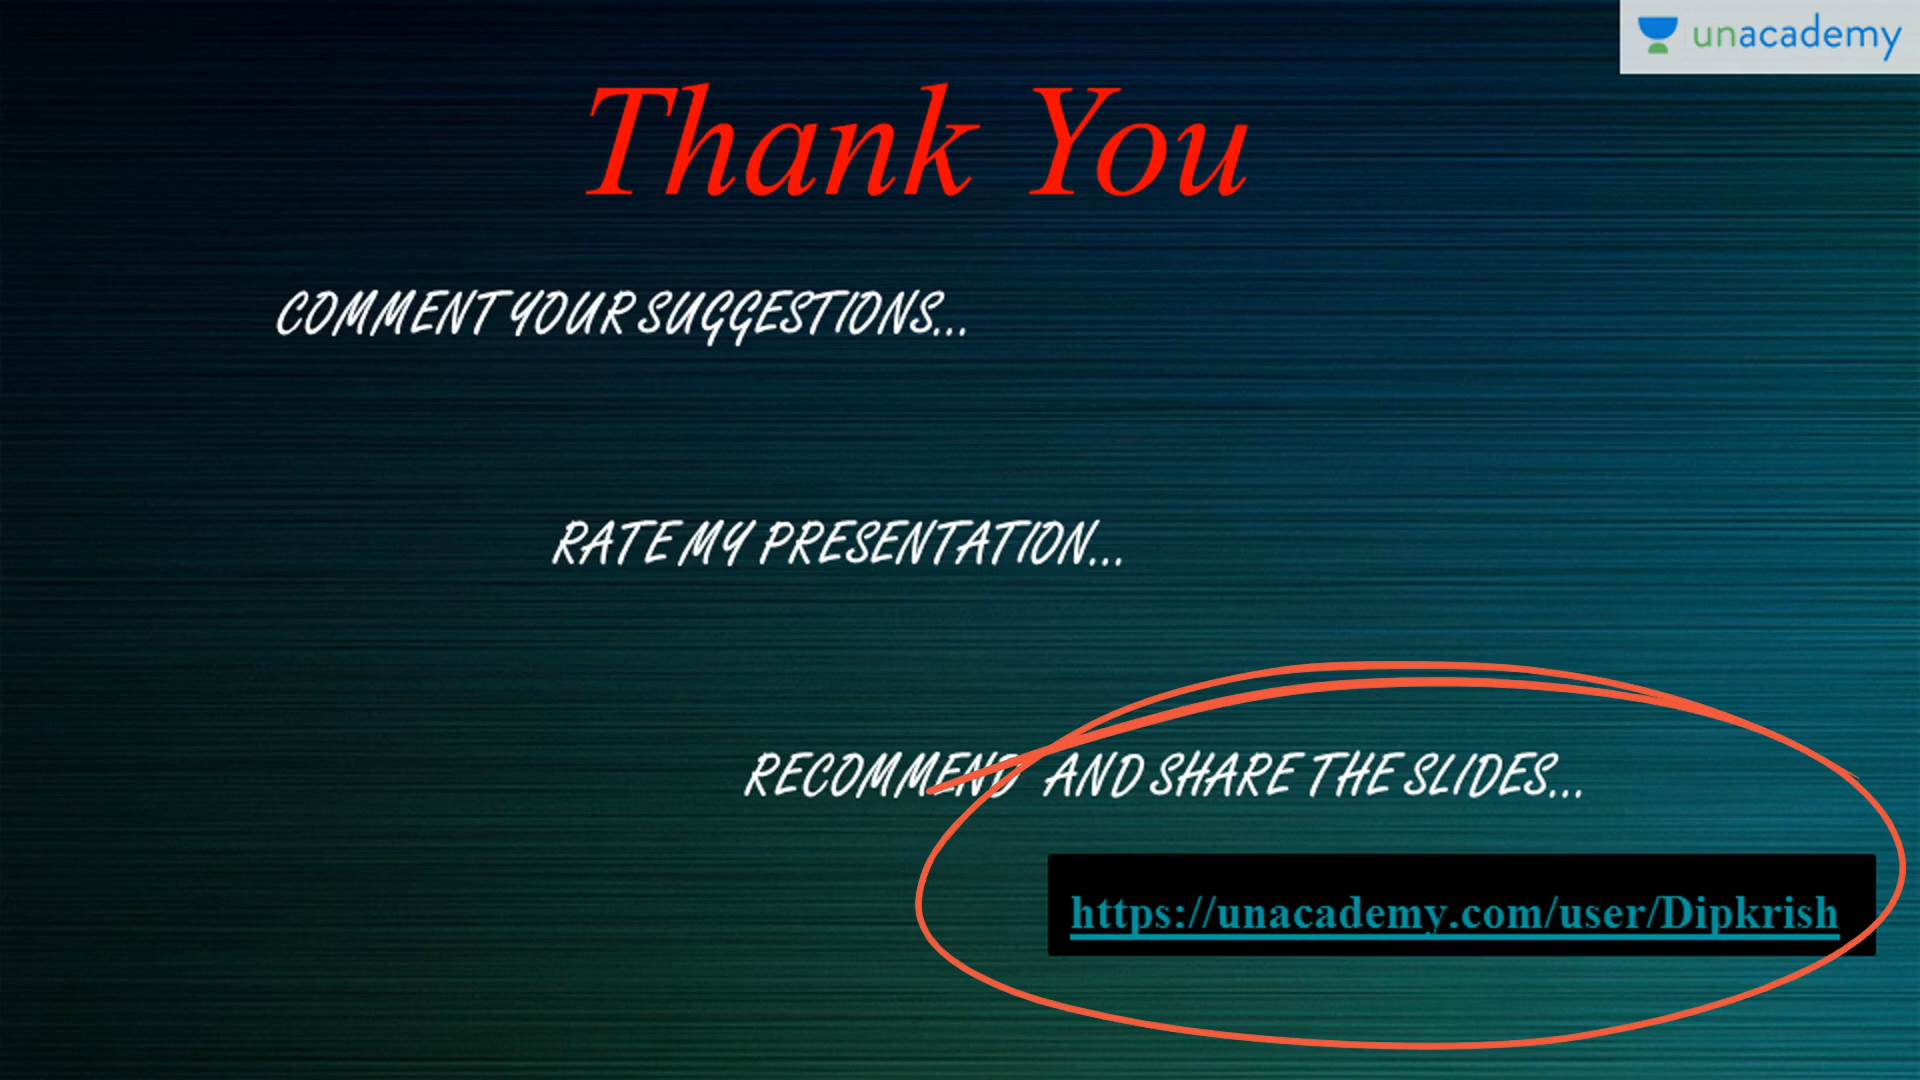 unacademy
Thank You
COMMENT YOUR SUGGESTIONS...
RATE MY PRESENTATION...
RECOMMEND AND SHARE THE SLIDES...
https://unacademy.com/user/Dipkrish